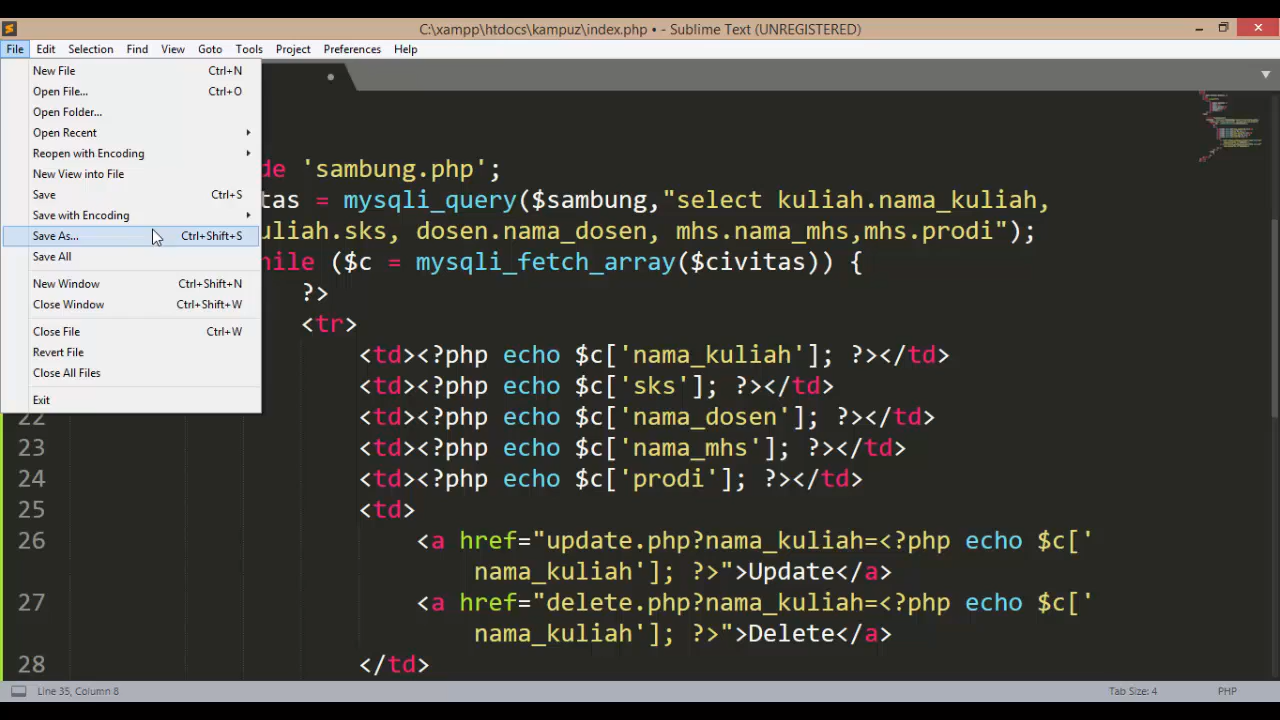 C:\xampp\htdocs\kampuz\index.php • - Sublime Text (UNREGISTERED)
File Edit Selection Find View Goto Tools Project Preferences Help
New File Ctrl+N
Open File... Ctrl+O
Open Folder...
Open Recent
Reopen with Encoding
New View into File
Save Ctrl+S
Save with Encoding
Save As... Ctrl+Shift+S
Save All
New Window Ctrl+Shift+N
Close Window Ctrl+Shift+W
Close File Ctrl+W
Revert File
Close All Files
Exit
de 'sambung.php';
tas = mysqli_query($sambung,"select kuliah.nama_kuliah,
uliah.sks, dosen.nama_dosen, mhs.nama_mhs,mhs.prodi");
hile ($c = mysqli_fetch_array($civitas)) {
?>
<tr>
<td><?php echo $c['nama_kuliah']; ?></td>
<td><?php echo $c['sks']; ?></td>
22 <td><?php echo $c['nama_dosen']; ?></td>
23 <td><?php echo $c['nama_mhs']; ?></td>
24 <td><?php echo $c['prodi']; ?></td>
25 <td>
26 <a href="update.php?nama_kuliah=<?php echo $c['
nama_kuliah']; ?>">Update</a>
27 <a href="delete.php?nama_kuliah=<?php echo $c['
nama_kuliah']; ?>">Delete</a>
28 </td>
Line 35, Column 8 Tab Size: 4 PHP